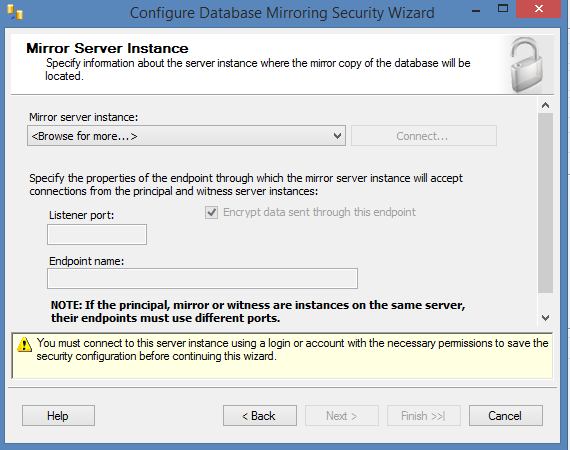 Configure Database Mirroring Security Wizard
Mirror Server Instance
Specify information about the server instance where the mirror copy of the database will be
located.
Mirror server instance:
<Browse for more...>
Connect...
Specify the properties of the endpoint through which the mirror server instance will accept
connections from the principal and witness server instances:
Listener port:
Encrypt data sent through this endpoint
Endpoint name:
NOTE: If the principal, mirror or witness are instances on the same server,
their endpoints must use different ports.
You must connect to this server instance using a login or account with the necessary permissions to save the
security configuration before continuing this wizard.
Help
< Back
Next >
Finish >>|
Cancel